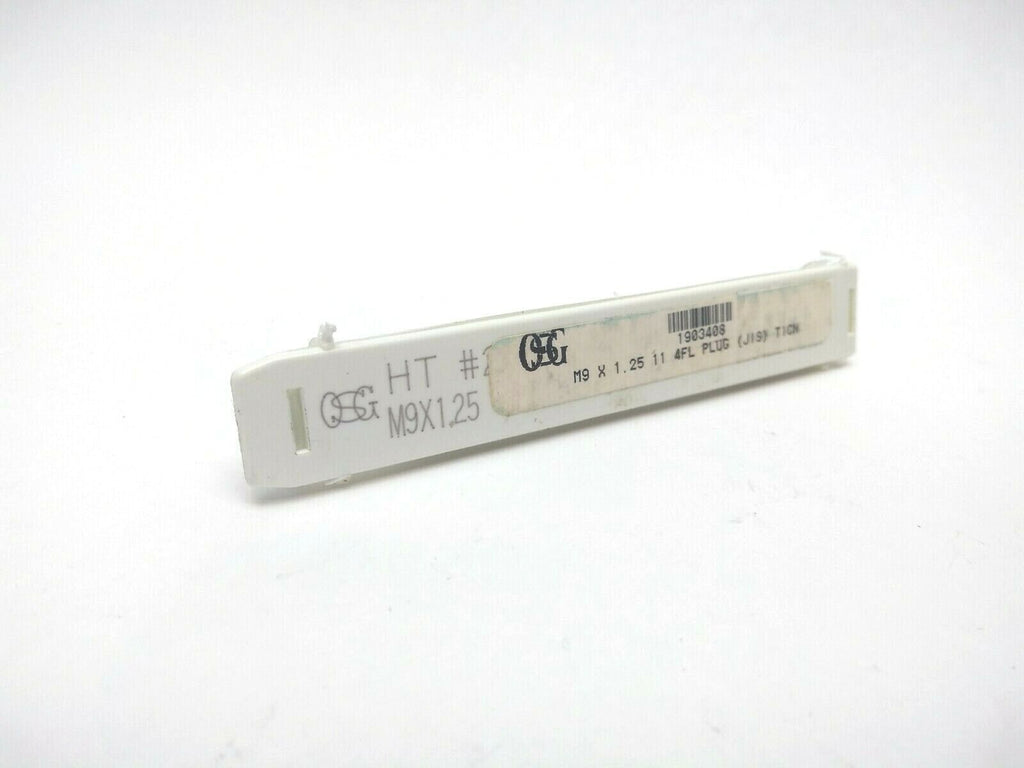 OSG
HT #2
M9X1.25
OSG
1903408
M9 X 1.25 11 4FL PLUG (JIS) TICN